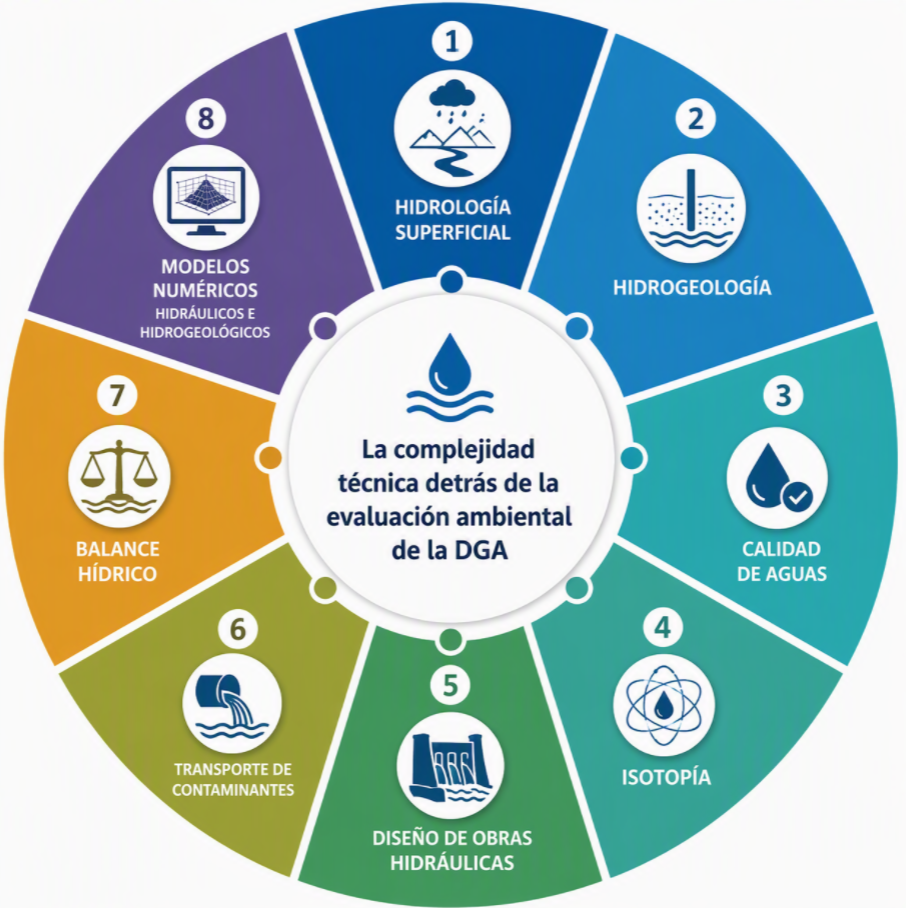 La complejidad
técnica detrás de la
evaluación ambiental
de la DGA
1
HIDROLOGÍA
SUPERFICIAL
2
HIDROGEOLOGÍA
3
CALIDAD
DE AGUAS
4
ISOTOPÍA
5
DISEÑO DE OBRAS
HIDRÁULICAS
6
TRANSPORTE DE
CONTAMINANTES
7
BALANCE
HÍDRICO
8
MODELOS
NUMÉRICOS
HIDRÁULICOS E
HIDROGEOLÓGICOS